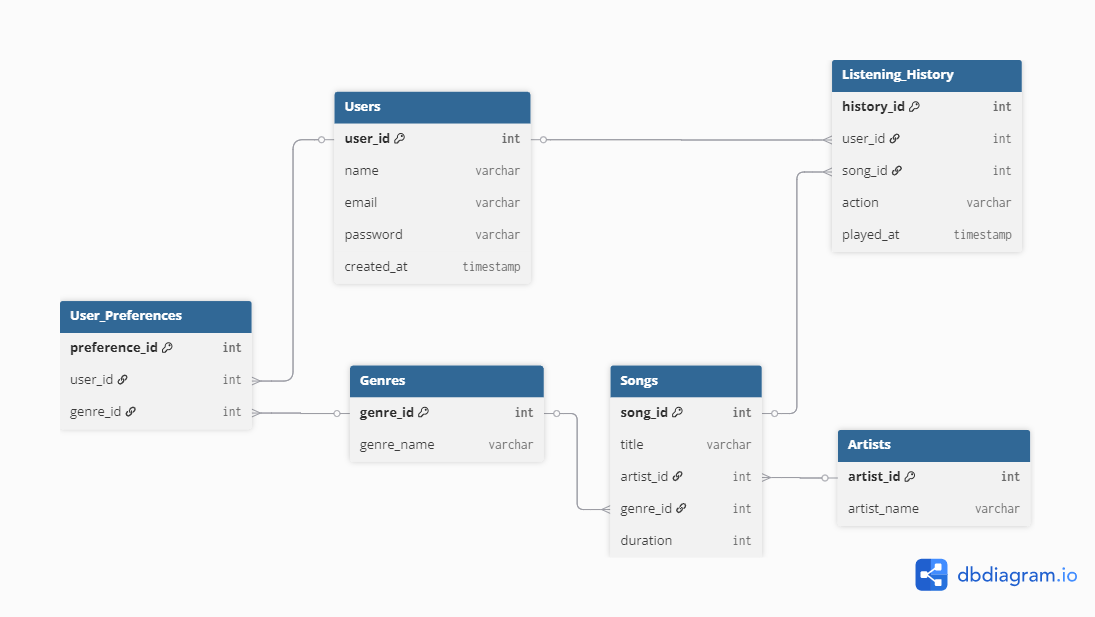 Users
user_id int
name varchar
email varchar
password varchar
created_at timestamp
Listening_History
history_id int
user_id int
song_id int
action varchar
played_at timestamp
User_Preferences
preference_id int
user_id int
genre_id int
Genres
genre_id int
genre_name varchar
Songs
song_id int
title varchar
artist_id int
genre_id int
duration int
Artists
artist_id int
artist_name varchar
dbdiagram.io